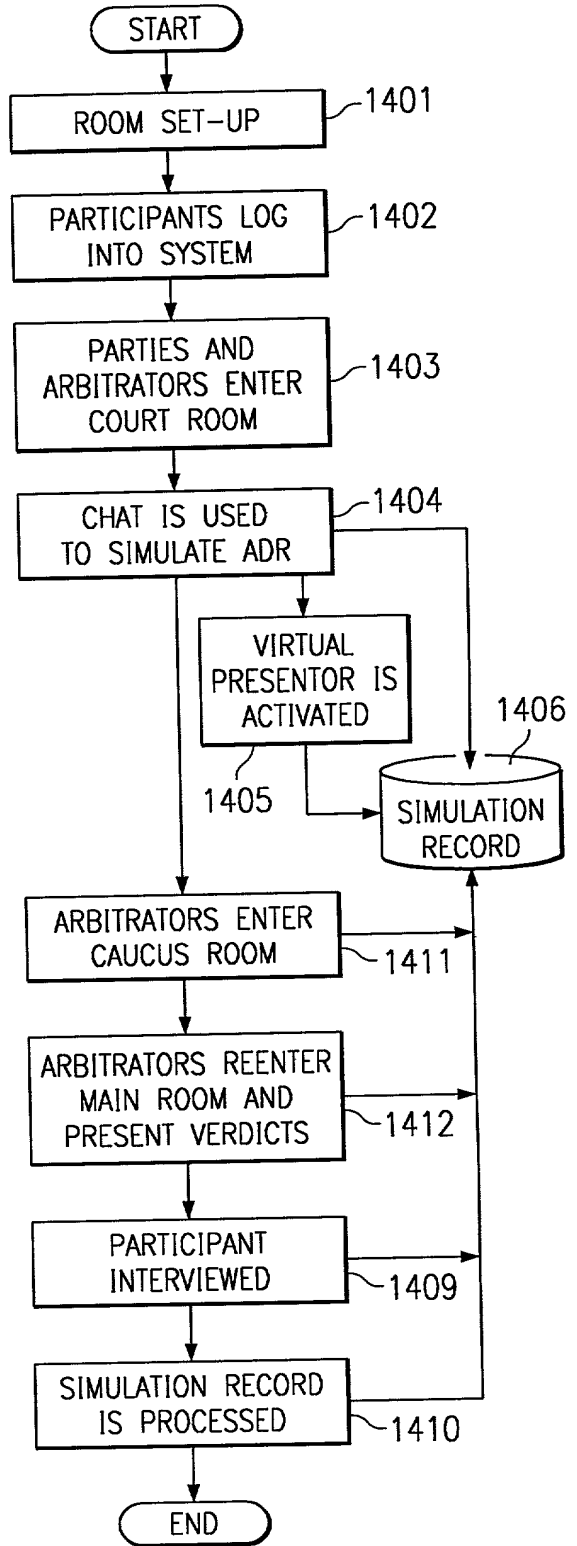 START
ROOM SET-UP
1401
PARTICIPANTS LOG
INTO SYSTEM
1402
PARTIES AND
ARBITRATORS ENTER
COURT ROOM
1403
CHAT IS USED
TO SIMULATE ADR
1404
VIRTUAL
PRESENTOR IS
ACTIVATED
1405
1406
SIMULATION
RECORD
ARBITRATORS ENTER
CAUCUS ROOM
1411
ARBITRATORS REENTER
MAIN ROOM AND
PRESENT VERDICTS
1412
PARTICIPANT
INTERVIEWED
1409
SIMULATION RECORD
IS PROCESSED
1410
END